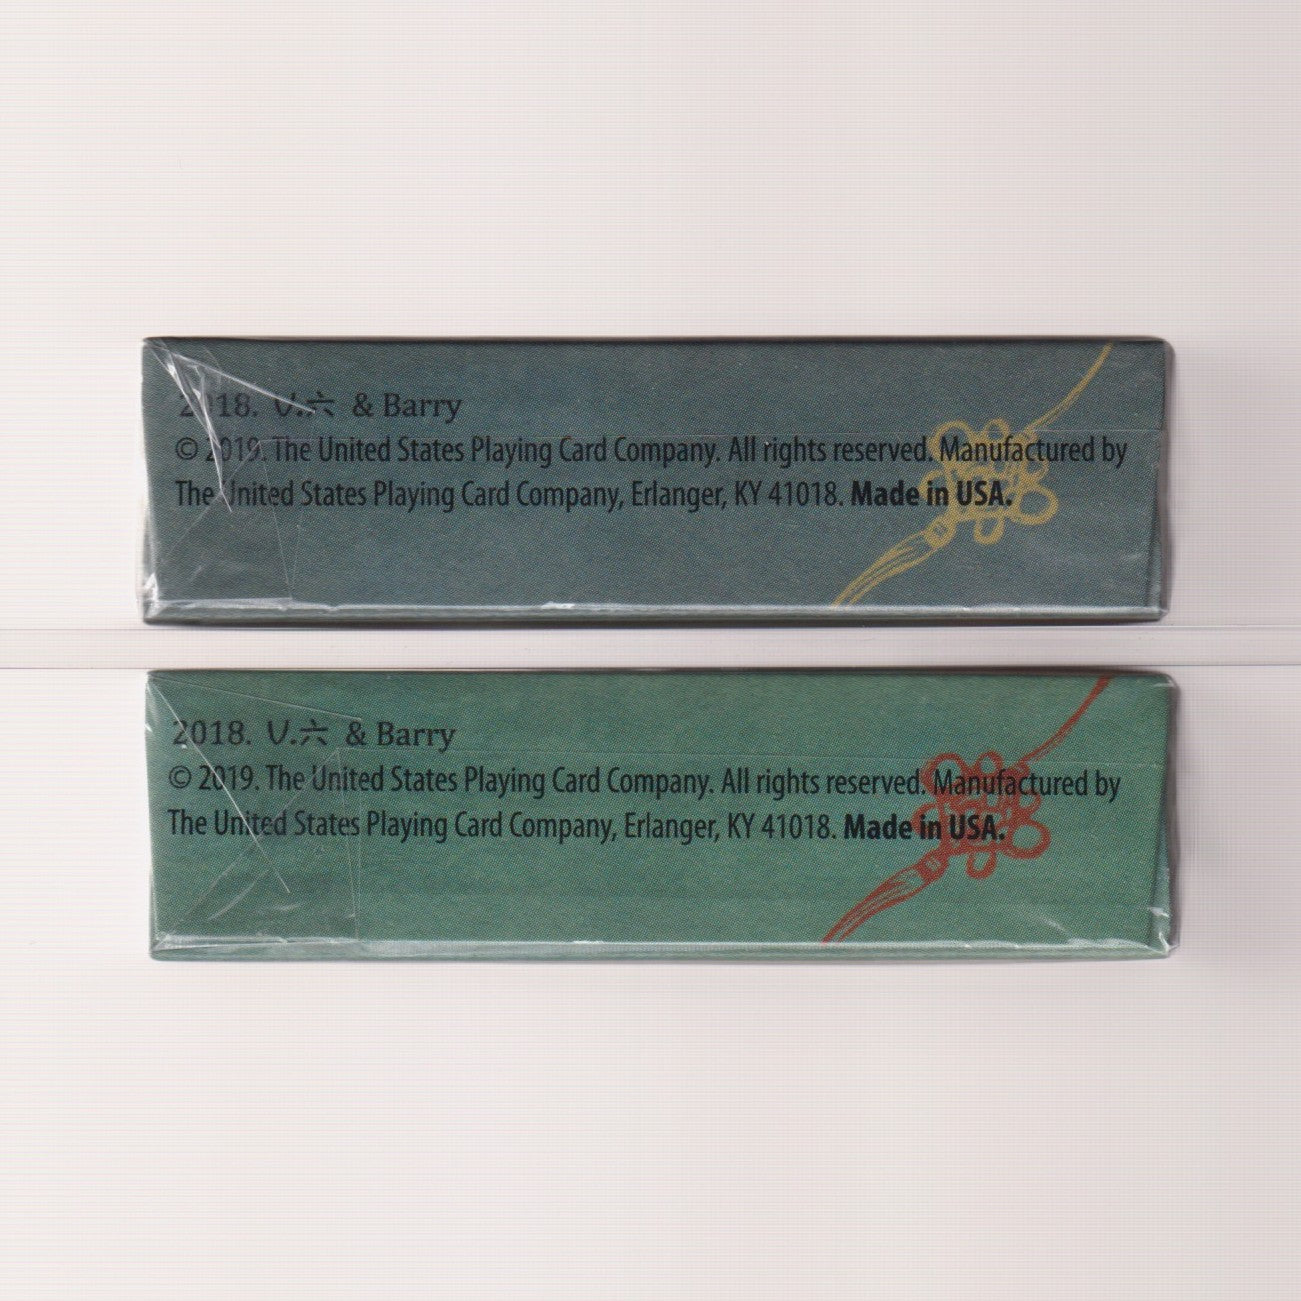 2018. U.六 & Barry
© 2019. The United States Playing Card Company. All rights reserved. Manufactured by
The United States Playing Card Company, Erlanger, KY 41018. Made in USA.
2018. U.六 & Barry
© 2019. The United States Playing Card Company. All rights reserved. Manufactured by
The United States Playing Card Company, Erlanger, KY 41018. Made in USA.